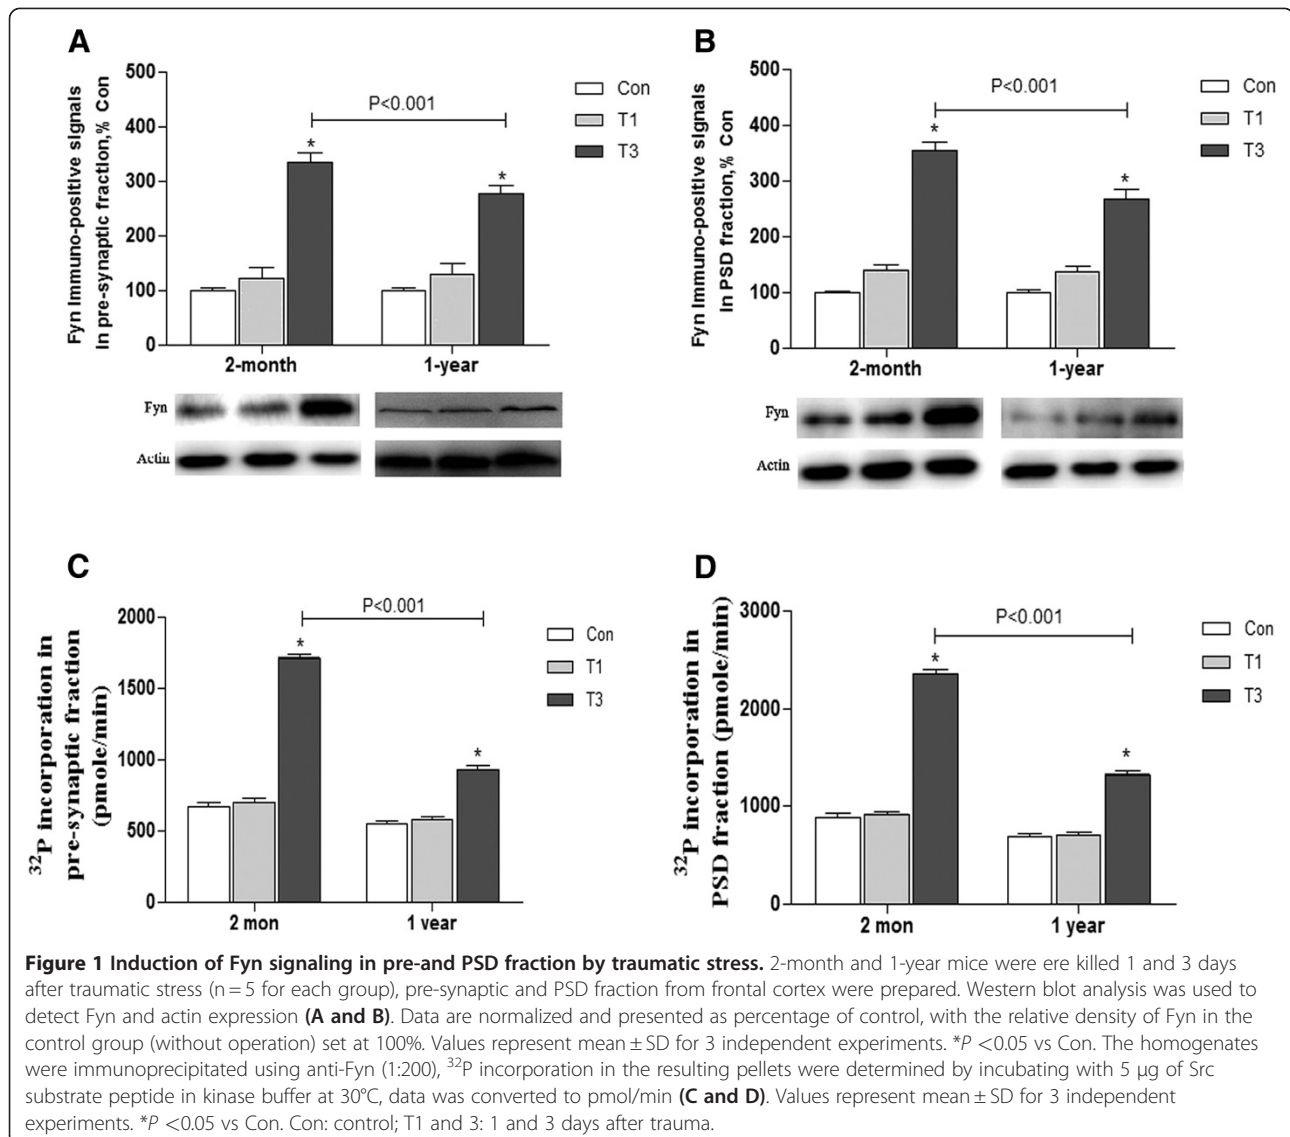 A
Fyn Immuno-positive signals
In pre-synaptic fraction,% Con
500
400
300
200
100
0
P<0.001
*
*
Con
T1
T3
2-month
1-year
Fyn
Actin
B
Fyn Immuno-positive signals
In PSD fraction,% Con
500
400
300
200
100
0
P<0.001
*
*
Con
T1
T3
2-month
1-year
Fyn
Actin
C
32P incorporation in
pre-synaptic fraction
(pmole/min)
2000
1500
1000
500
0
P<0.001
*
*
Con
T1
T3
2 mon
1 vear
D
32P incorporation in
PSD fraction (pmole/min)
3000
2000
1000
0
P<0.001
*
*
Con
T1
T3
2 mon
1 year
Figure 1 Induction of Fyn signaling in pre-and PSD fraction by traumatic stress. 2-month and 1-year mice were ere killed 1 and 3 days
after traumatic stress (n = 5 for each group), pre-synaptic and PSD fraction from frontal cortex were prepared. Western blot analysis was used to
detect Fyn and actin expression (A and B). Data are normalized and presented as percentage of control, with the relative density of Fyn in the
control group (without operation) set at 100%. Values represent mean ± SD for 3 independent experiments. *P <0.05 vs Con. The homogenates
were immunoprecipitated using anti-Fyn (1:200), 32P incorporation in the resulting pellets were determined by incubating with 5 μg of Src
substrate peptide in kinase buffer at 30°C, data was converted to pmol/min (C and D). Values represent mean ± SD for 3 independent
experiments. *P <0.05 vs Con. Con: control; T1 and 3: 1 and 3 days after trauma.